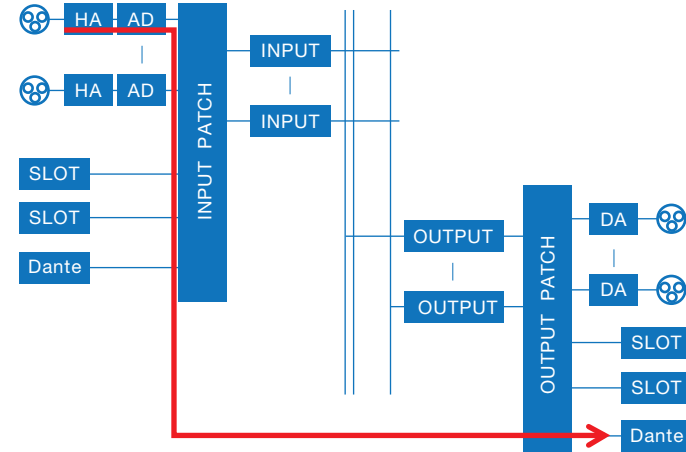 HA AD
HA AD
SLOT
SLOT
Dante
INPUT PATCH
INPUT
INPUT
OUTPUT
OUTPUT
OUTPUT PATCH
DA
DA
SLOT
SLOT
Dante